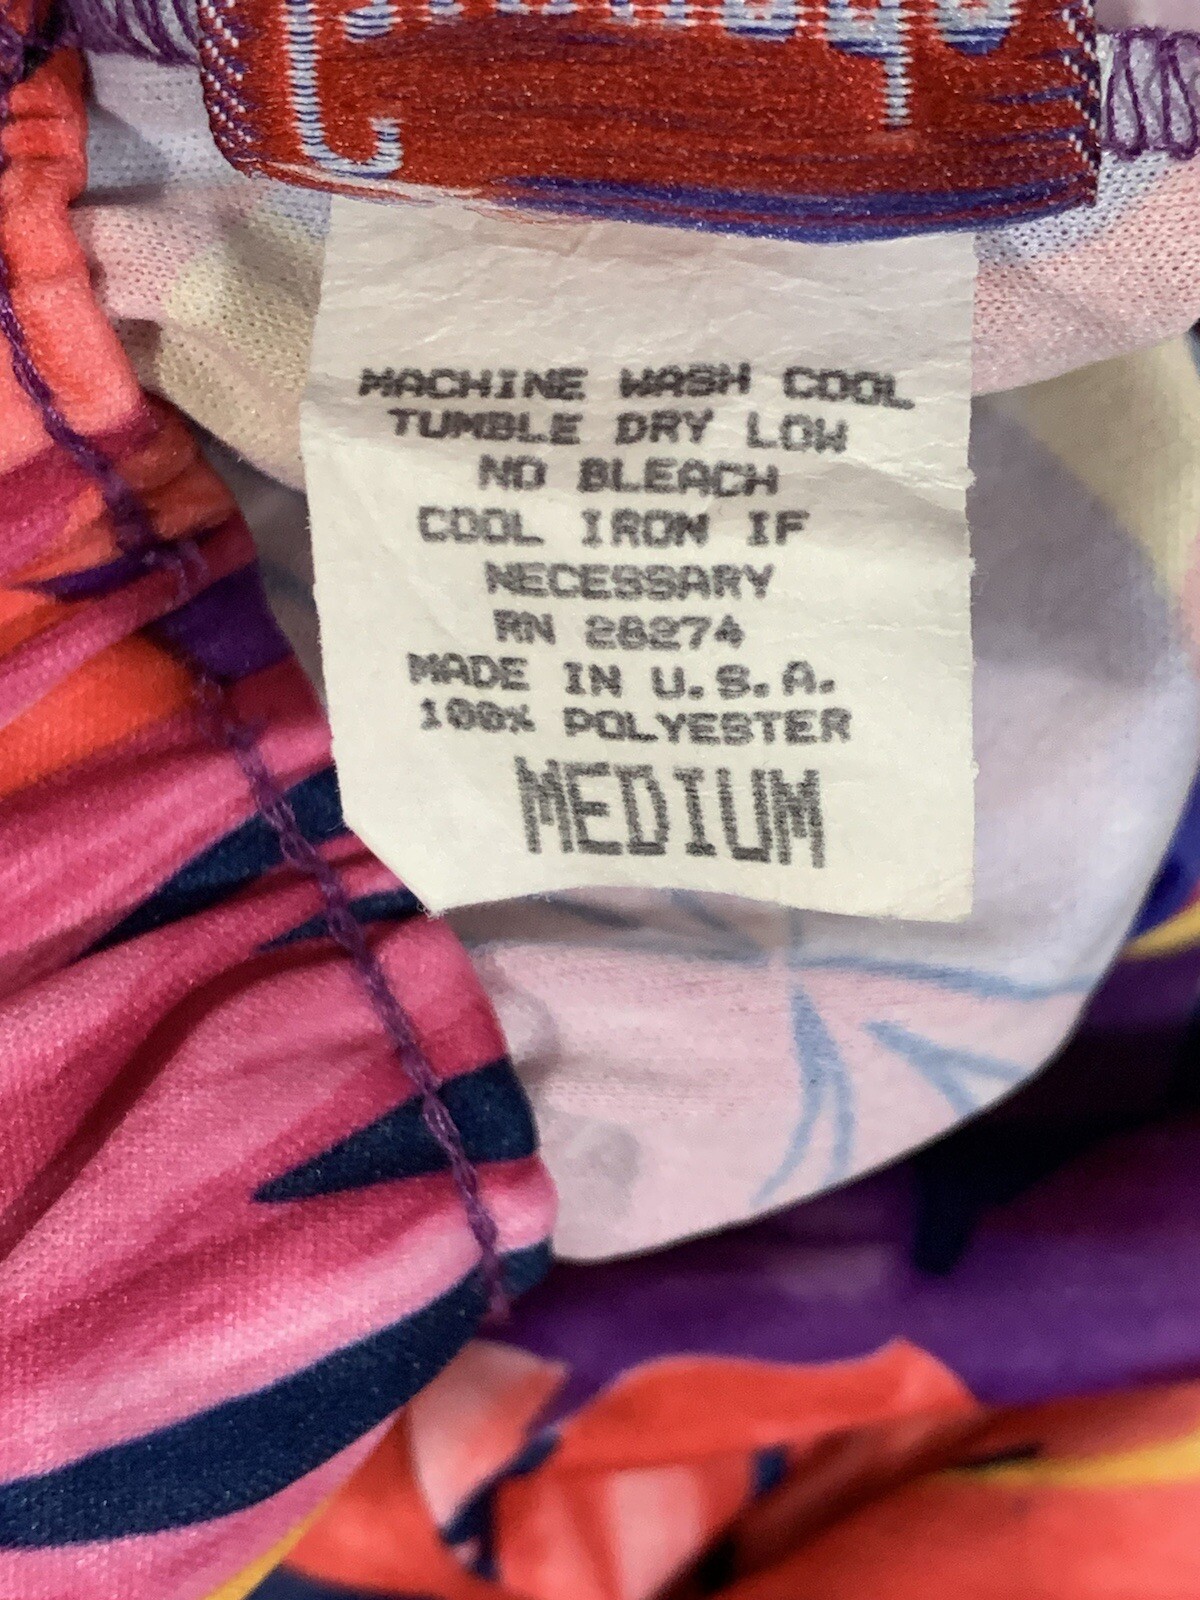 MACHINE WASH COOL
TUMBLE DRY LOW
NO BLEACH
COOL IRON IF
NECESSARY
RN 28274
MADE IN U.S.A.
100% POLYESTER
MEDIUM